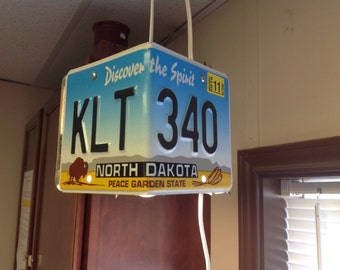 Discover the Spirit
11
KLT 340
NORTH DAKOTA
PEACE GARDEN STATE